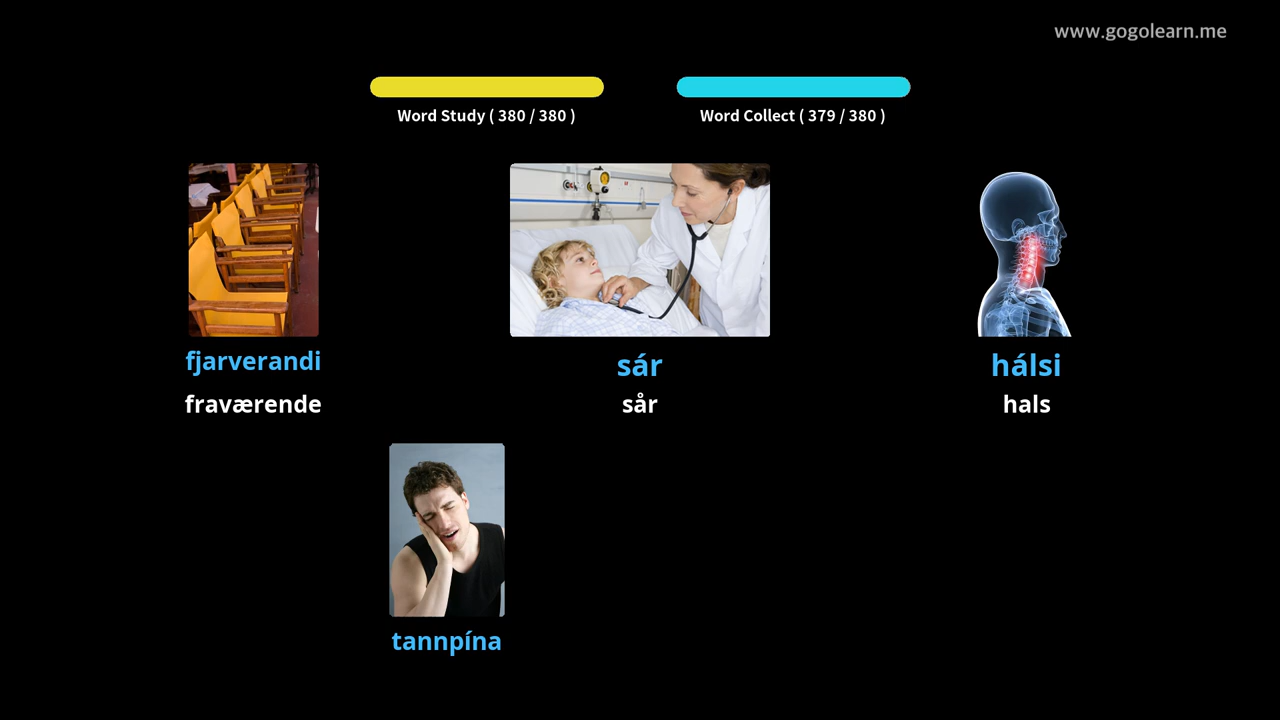 www.gogolearn.me
Word Study ( 380 / 380 )
Word Collect ( 379 / 380 )
fjarverandi
sár
hálsi
fraværende
sår
hals
tannpína